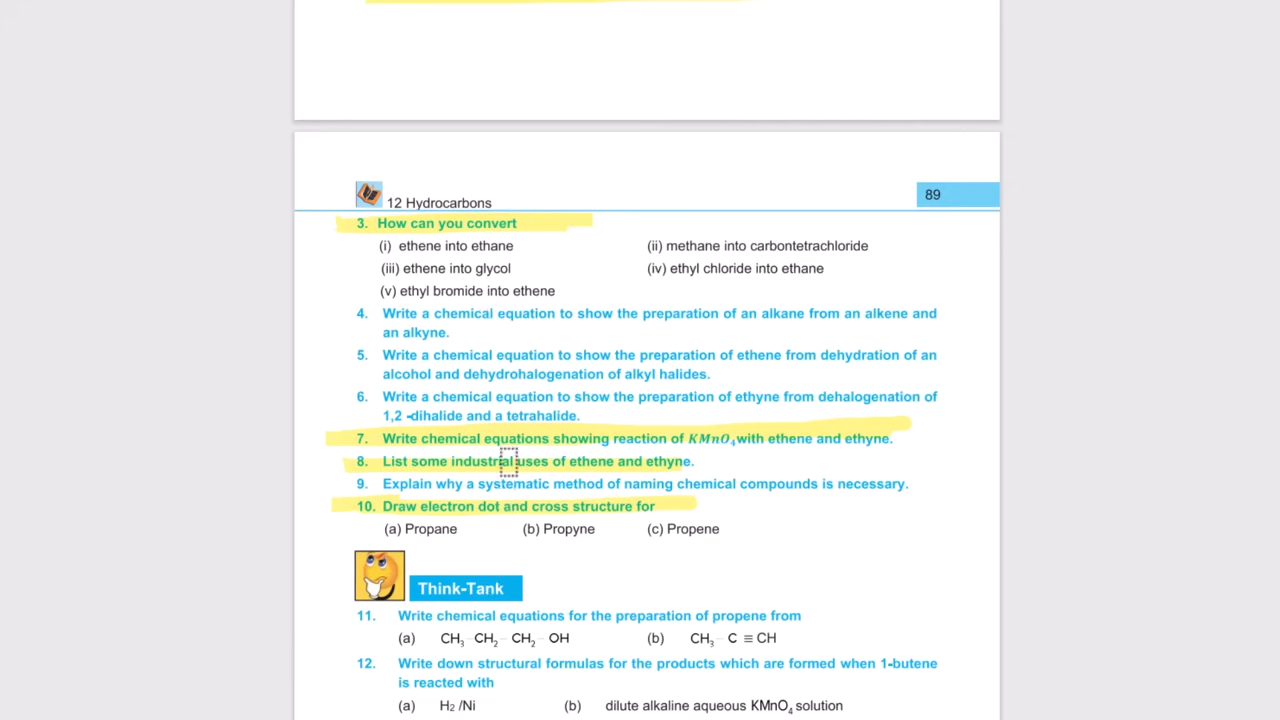 12 Hydrocarbons
89
3. How can you convert
(i) ethene into ethane (ii) methane into carbontetrachloride
(iii) ethene into glycol (iv) ethyl chloride into ethane
(v) ethyl bromide into ethene
4. Write a chemical equation to show the preparation of an alkane from an alkene and
an alkyne.
5. Write a chemical equation to show the preparation of ethene from dehydration of an
alcohol and dehydrohalogenation of alkyl halides.
6. Write a chemical equation to show the preparation of ethyne from dehalogenation of
1,2 -dihalide and a tetrahalide.
7. Write chemical equations showing reaction of KMnO₄with ethene and ethyne.
8. List some industrial uses of ethene and ethyne.
9. Explain why a systematic method of naming chemical compounds is necessary.
10. Draw electron dot and cross structure for
(a) Propane (b) Propyne (c) Propene
Think-Tank
11. Write chemical equations for the preparation of propene from
(a) CH₃ – CH₂ – CH₂ – OH (b) CH₃ – C ≡ CH
12. Write down structural formulas for the products which are formed when 1-butene
is reacted with
(a) H₂ /Ni (b) dilute alkaline aqueous KMnO₄ solution